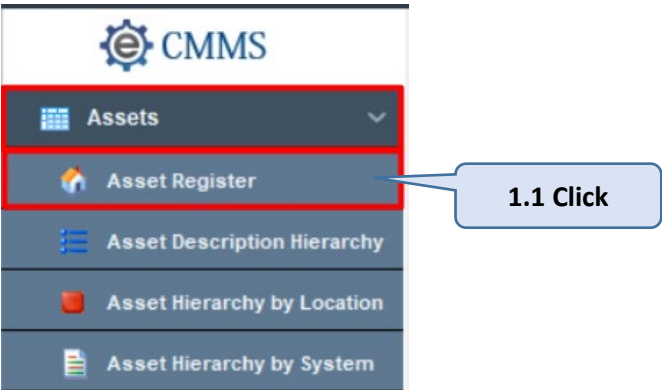 e CMMS
Assets
Asset Register
1.1 Click
Asset Description Hierarchy
Asset Hierarchy by Location
Asset Hierarchy by System